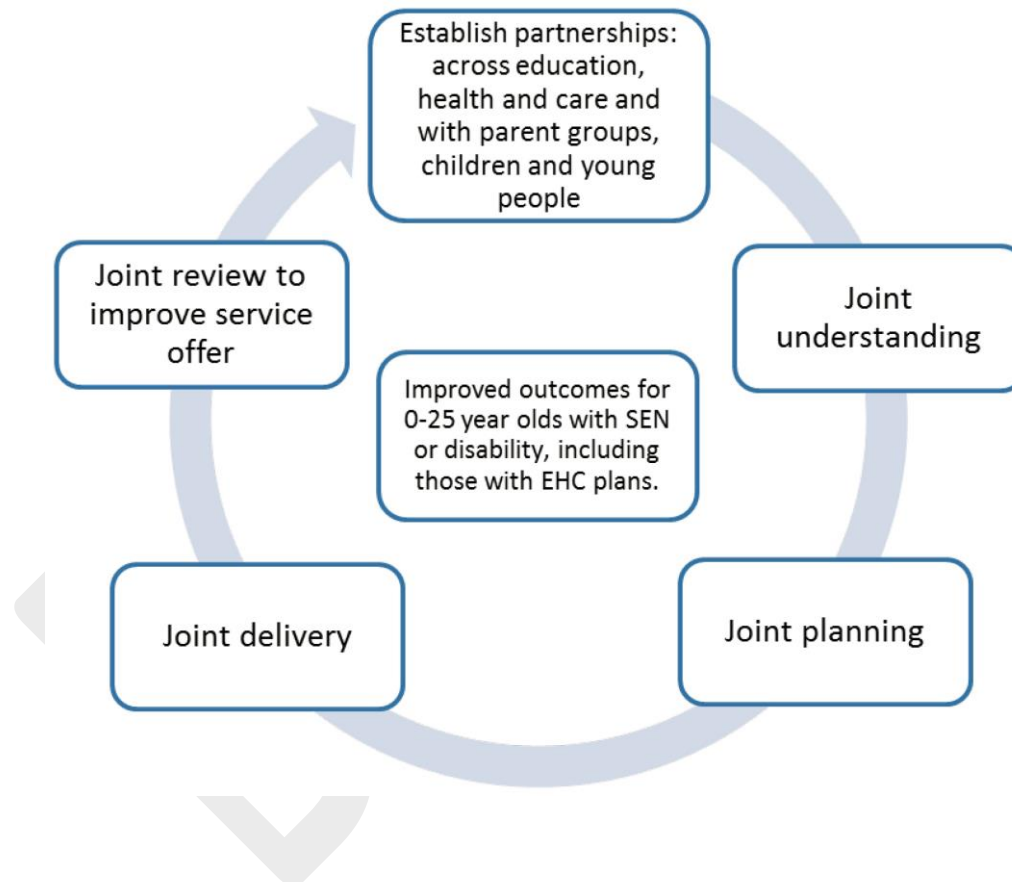 Establish partnerships:
across education,
health and care and
with parent groups,
children and young
people
Joint
understanding
Joint planning
Joint delivery
Joint review to
improve service
offer
Improved outcomes for
0-25 year olds with SEN
or disability, including
those with EHC plans.